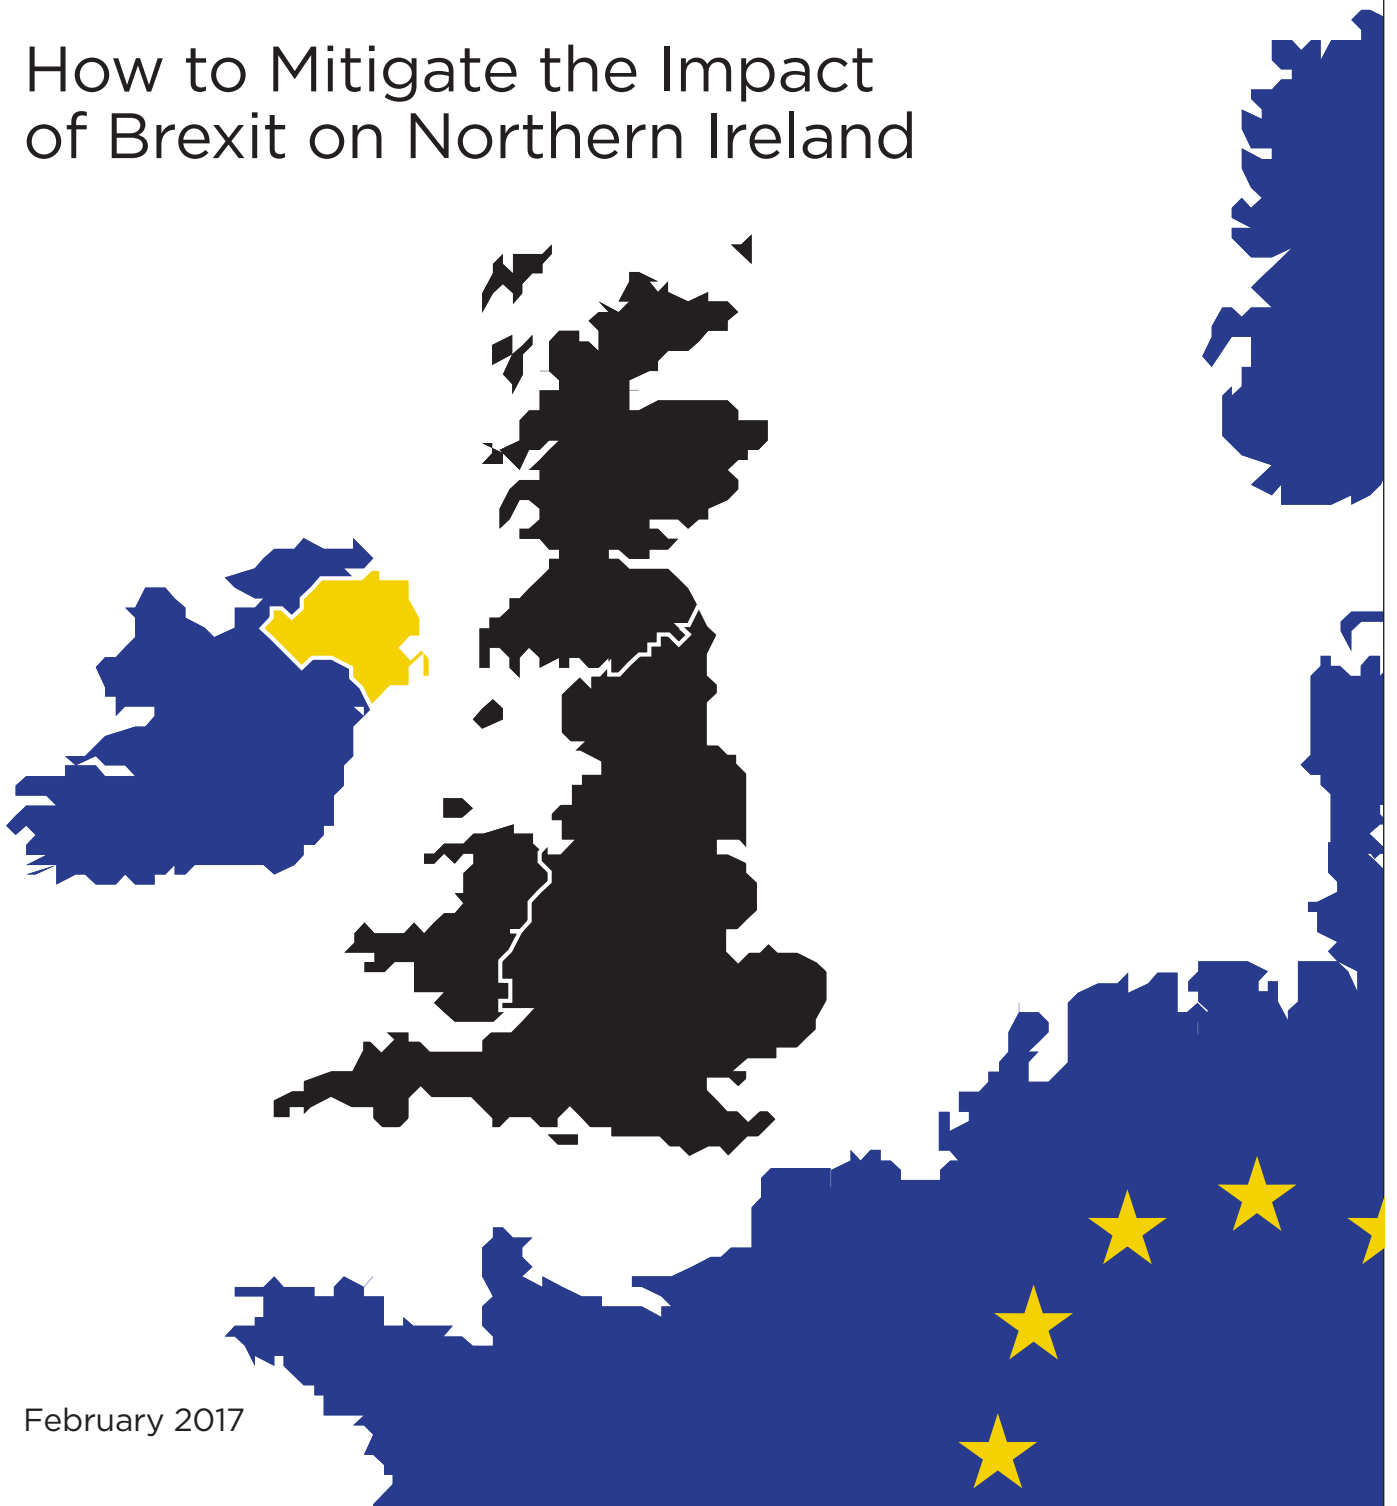 How to Mitigate the Impact
of Brexit on Northern Ireland
February 2017